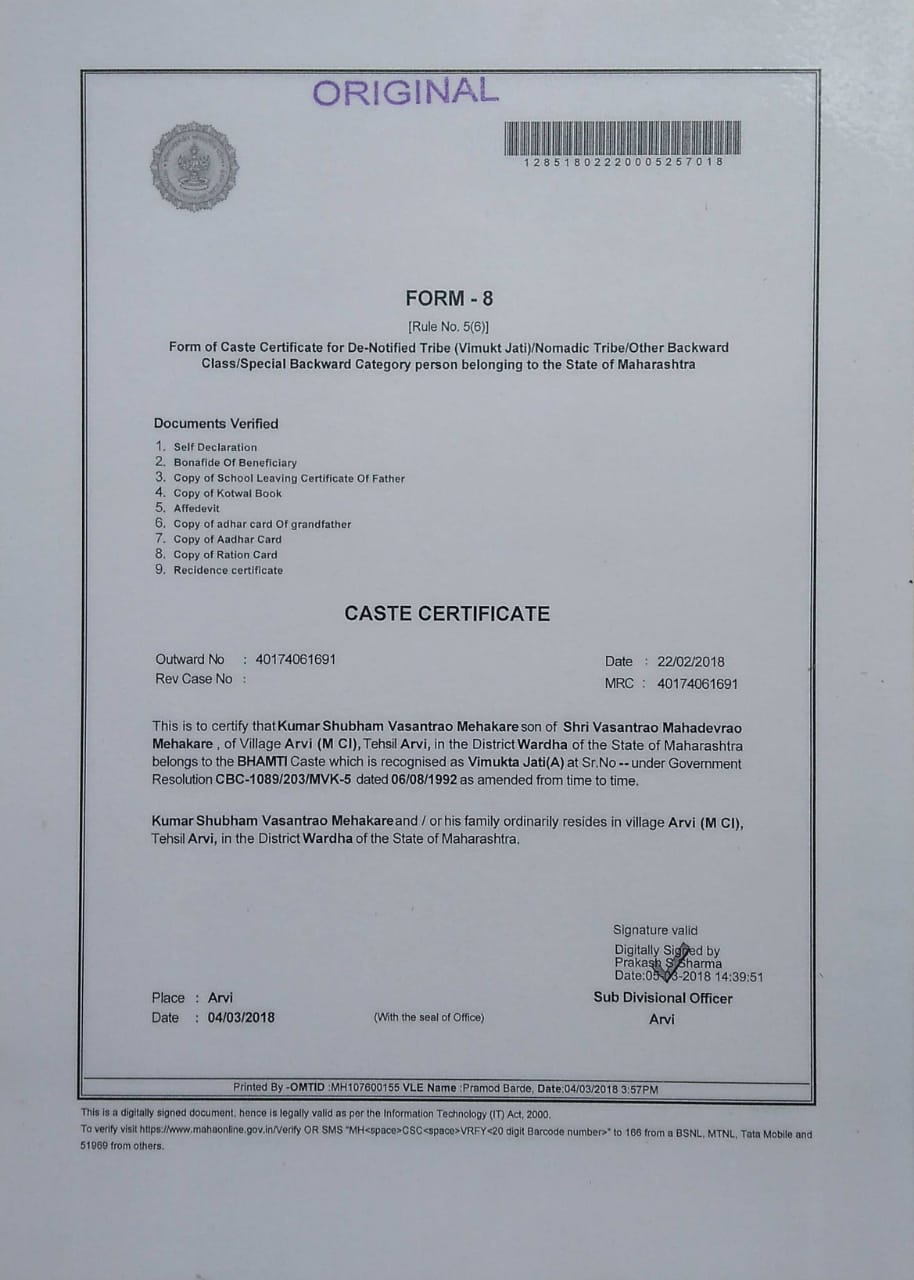 ORIGINAL
12851802220005257018
FORM - 8
[Rule No. 5(6)]
Form of Caste Certificate for De-Notified Tribe (Vimukt Jati)/Nomadic Tribe/Other Backward
Class/Special Backward Category person belonging to the State of Maharashtra
Documents Verified
1. Self Declaration
2. Bonafide Of Beneficiary
3. Copy of School Leaving Certificate Of Father
4. Copy of Kotwal Book
5. Affedevit
6. Copy of adhar card Of grandfather
7. Copy of Aadhar Card
8. Copy of Ration Card
9. Recidence certificate
CASTE CERTIFICATE
Outward No : 40174061691
Date : 22/02/2018
Rev Case No :
MRC : 40174061691
This is to certify that Kumar Shubham Vasantrao Mehakare son of Shri Vasantrao Mahadevrao
Mehakare , of Village Arvi (M CI), Tehsil Arvi, in the District Wardha of the State of Maharashtra
belongs to the BHAMTI Caste which is recognised as Vimukta Jati(A) at Sr.No -- under Government
Resolution CBC-1089/203/MVK-5 dated 06/08/1992 as amended from time to time.
Kumar Shubham Vasantrao Mehakare and / or his family ordinarily resides in village Arvi (M CI),
Tehsil Arvi, in the District Wardha of the State of Maharashtra.
Signature valid
Digitally Signed by
Prakash S Sharma
Date:05-03-2018 14:39:51
Place : Arvi
Sub Divisional Officer
Date : 04/03/2018
(With the seal of Office)
Arvi
Printed By -OMTID :MH107600155 VLE Name :Pramod Barde, Date:04/03/2018 3:57PM
This is a digitally signed document, hence is legally valid as per the Information Technology (IT) Act, 2000.
To verify visit https://www.mahaonline.gov.in/Verify OR SMS "MH<space>CSC<space>VRFY<20 digit Barcode number>" to 166 from a BSNL, MTNL, Tata Mobile and
51969 from others.